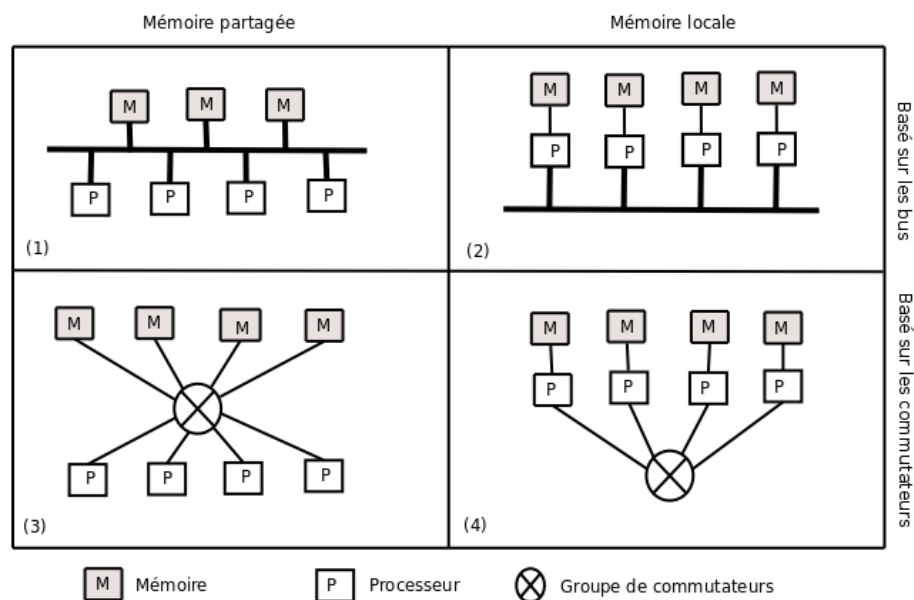 Mémoire partagée
Mémoire locale
M M M
P P P P
(1)
M M M M
P P P P
(2)
Basé sur les bus
M M M M
P P P P
(3)
M M M M
P P P P
(4)
Basé sur les commutateurs
M Mémoire
P Processeur
Groupe de commutateurs